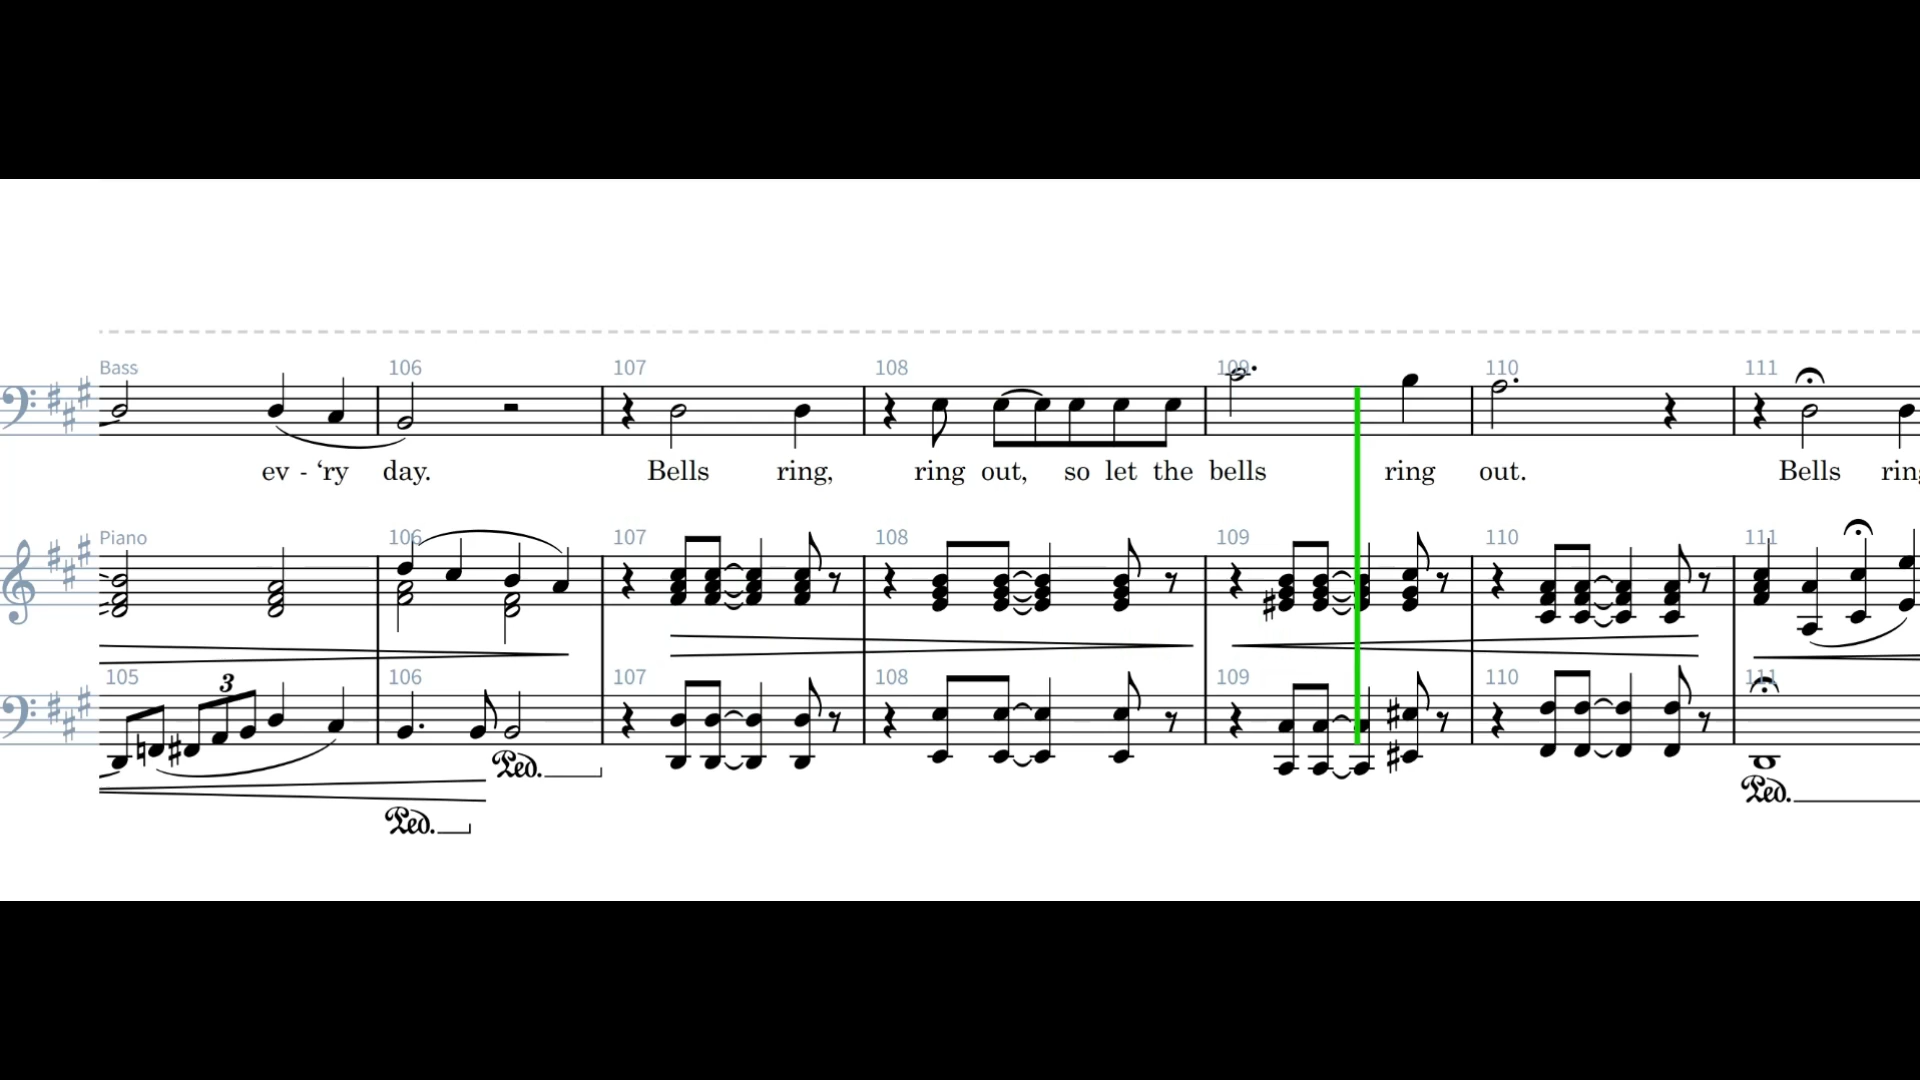 Bass 106 107 108 109 110 111
ev - ‘ry day. Bells ring, ring out, so let the bells ring out. Bells
Piano 106 107 108 109 110 111
3
105 106 107 108 109 110 111
Ped. Ped.
Ped.